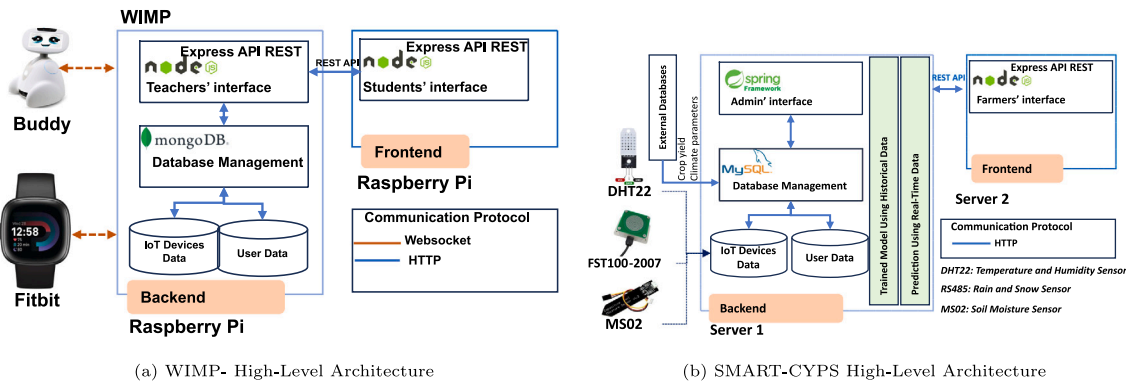 WIMP
Buddy
12:58
Fitbit
Express API REST
node
JS
Teachers' interface
REST API
Express API REST
node
JS
Students' interface
mongoDB.
Database Management
Frontend
Raspberry Pi
IoT Devices
Data
User Data
Backend
Raspberry Pi
Communication Protocol
Websocket
HTTP
(a) WIMP- High-Level Architecture
External Databases
Crop yield
Climate parameters
DHT22
FST100-2007
MS02
spring
Framework
Admin' interface
MySQL
Database Management
IoT Devices
Data
User Data
Backend
Server 1
Trained Model Using Historical Data
Prediction Using Real-Time Data
REST API
Express API REST
node
JS
Farmers' interface
Frontend
Server 2
Communication Protocol
HTTP
DHT22: Temperature and Humidity Sensor
RS485: Rain and Snow Sensor
MS02: Soil Moisture Sensor
(b) SMART-CYPS High-Level Architecture